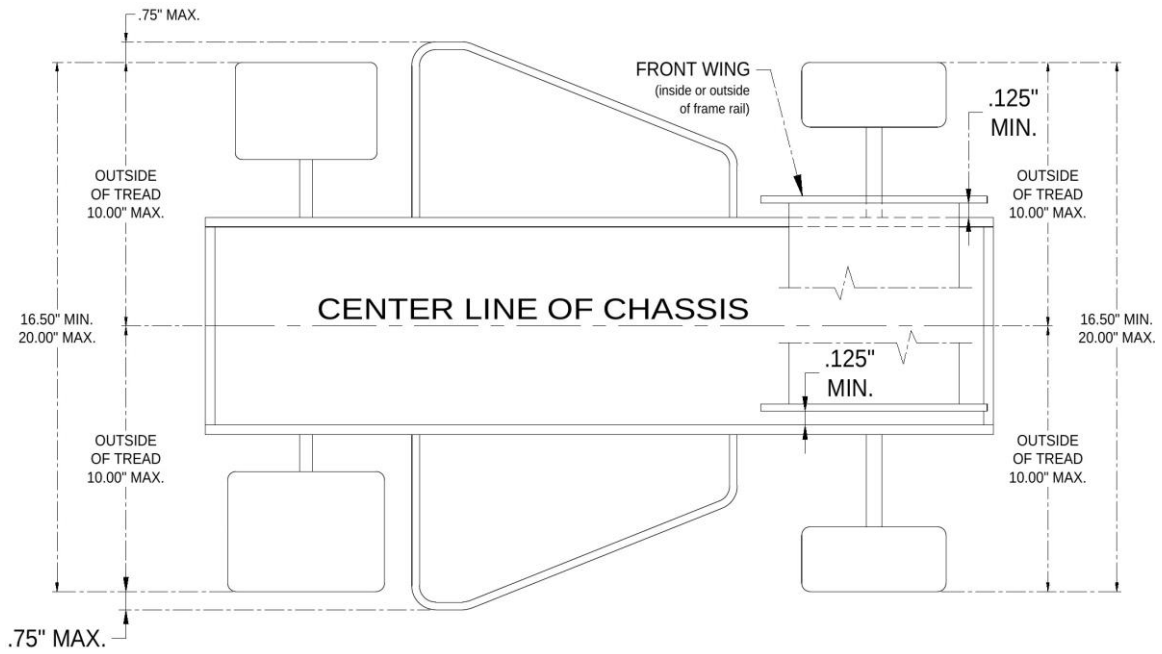 .75" MAX.
FRONT WING
(inside or outside
of frame rail)
.125"
MIN.
OUTSIDE
OF TREAD
10.00" MAX.
OUTSIDE
OF TREAD
10.00" MAX.
CENTER LINE OF CHASSIS
16.50" MIN.
20.00" MAX.
16.50" MIN.
20.00" MAX.
.125"
MIN.
OUTSIDE
OF TREAD
10.00" MAX.
OUTSIDE
OF TREAD
10.00" MAX.
.75" MAX.